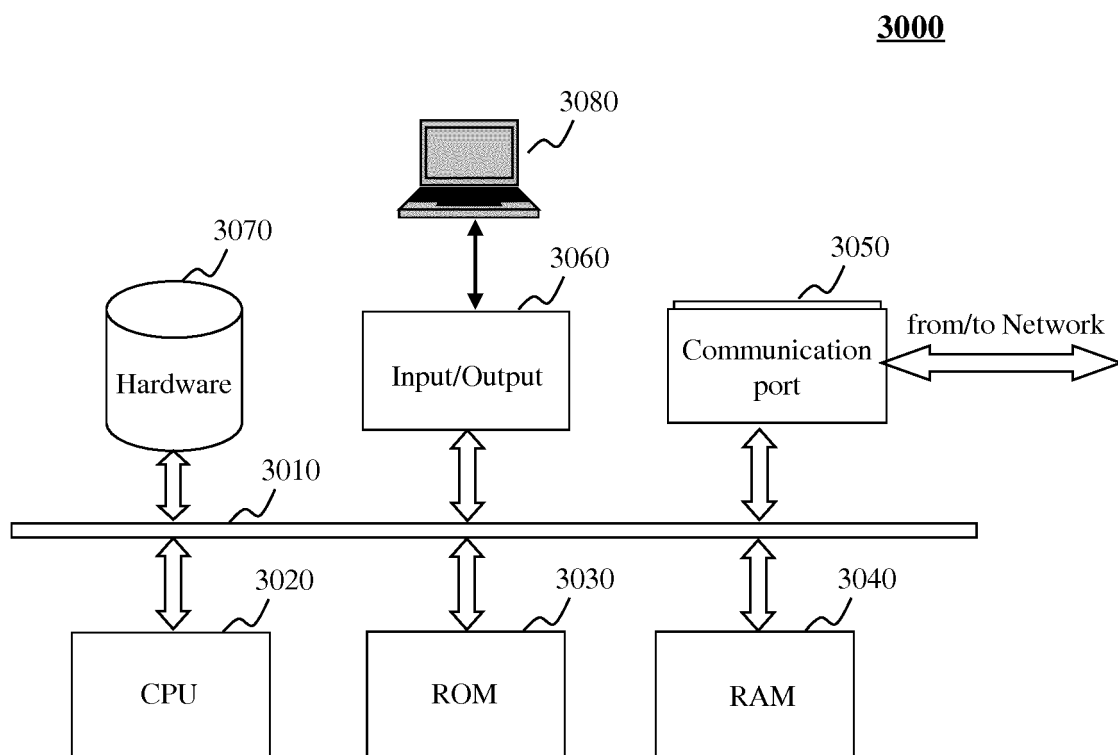 3000
3080
3070
3060
3050
from/to Network
Hardware
Input/Output
Communication
port
3010
3020
3030
3040
CPU
ROM
RAM